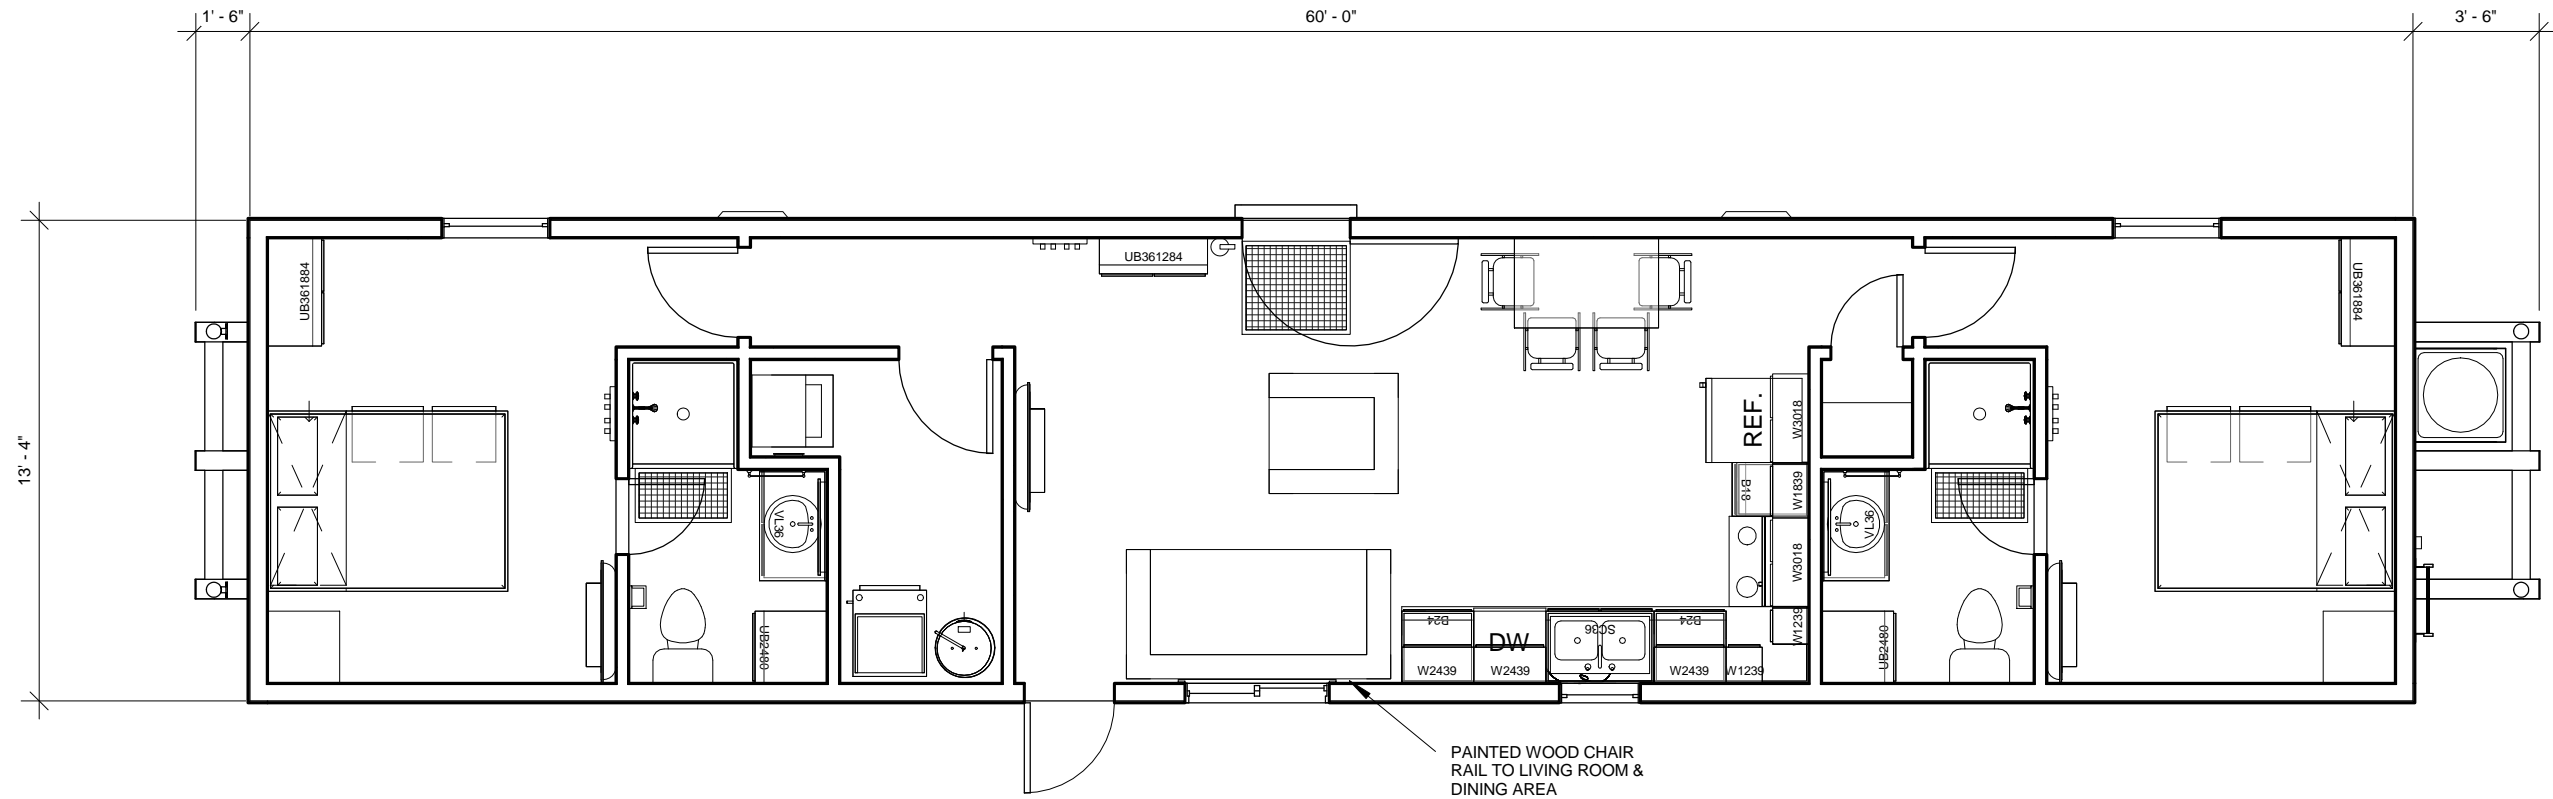 1' - 6"
60' - 0"
3' - 6"
13' - 4"
UB361884
UB361284
UB361884
REF.
W3018
B18
W1839
VL36
VL36
W3018
W1239
B24
DW
SC36
B24
UB2480
W2439
W2439
W2439
W1239
UB2480
PAINTED WOOD CHAIR
RAIL TO LIVING ROOM &
DINING AREA